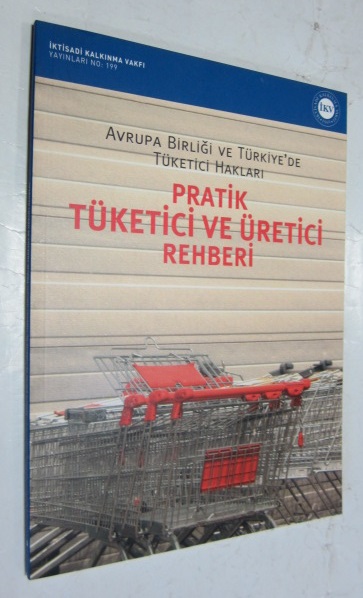 İKTİSADİ KALKINMA VAKFI
YAYINLARI NO: 199
İKV
AVRUPA BİRLİĞİ VE TÜRKİYE'DE
TÜKETİCİ HAKLARI
PRATİK
TÜKETİCİ VE ÜRETİCİ
REHBERİ